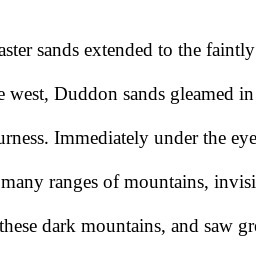 aster sands extended to the faintly
e west, Duddon sands gleamed in
urness. Immediately under the eye
many ranges of mountains, invisi
these dark mountains, and saw gr